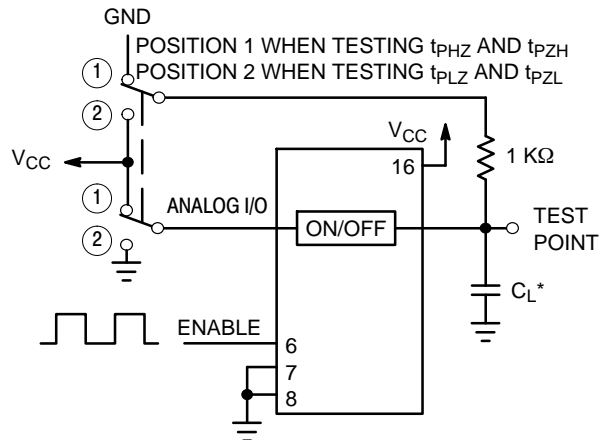 GND
POSITION 1 WHEN TESTING tPHZ AND tPZH
1
POSITION 2 WHEN TESTING tPLZ AND tPZL
2
VCC
VCC
16
1 KΩ
1
ANALOG I/O
ON/OFF
TEST
POINT
2
CL*
ENABLE
6
7
8